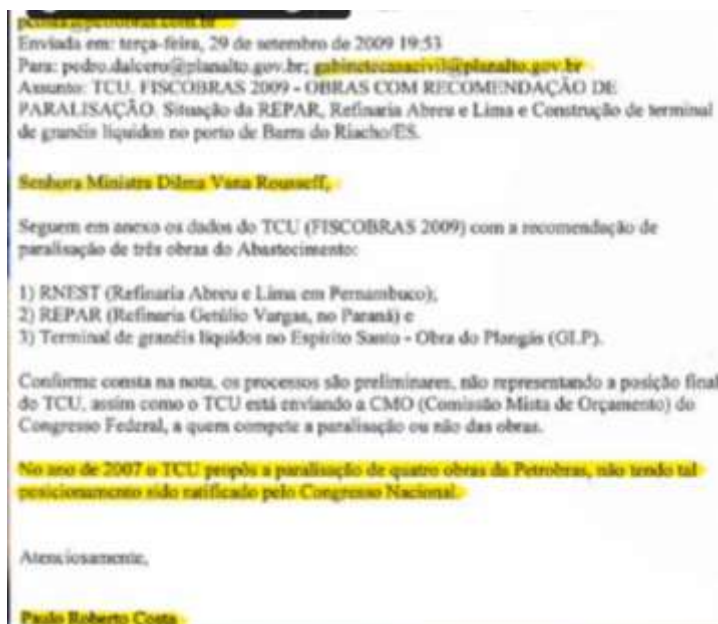 pcosta@petrobras.com.br
Enviada em: terça-feira, 29 de setembro de 2009 19:53
Para: pedro.dalcero@planalto.gov.br; gabinetecasacivil@planalto.gov.br
Assunto: TCU. FISCOBRAS 2009 - OBRAS COM RECOMENDAÇÃO DE
PARALISAÇÃO. Situação da REPAR, Refinaria Abreu e Lima e Construção de terminal
de granéis líquidos no porto de Barra do Riacho/ES.
Senhora Ministra Dilma Vana Rousseff,
Seguem em anexo os dados do TCU (FISCOBRAS 2009) com a recomendação de
paralisação de três obras do Abastecimento:
1) RNEST (Refinaria Abreu e Lima em Pernambuco);
2) REPAR (Refinaria Getúlio Vargas, no Paraná) e
3) Terminal de granéis líquidos no Espírito Santo - Obra do Plangás (GLP).
Conforme consta na nota, os processos são preliminares, não representando a posição final
do TCU, assim como o TCU está enviando a CMO (Comissão Mista de Orçamento) do
Congresso Federal, a quem compete a paralisação ou não das obras.
No ano de 2007 o TCU propôs a paralisação de quatro obras da Petrobras, não tendo tal
posicionamento sido ratificado pelo Congresso Nacional.
Atenciosamente,
Paulo Roberto Costa